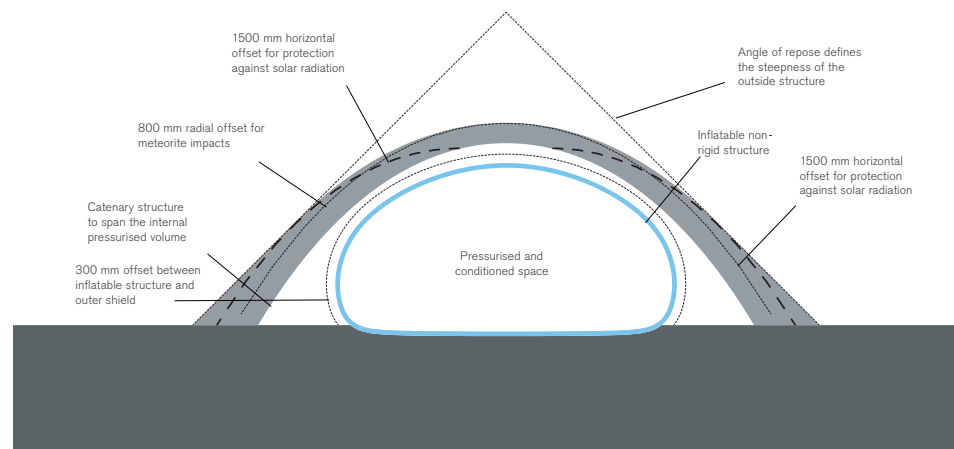 1500 mm horizontal
offset for protection
against solar radiation
Angle of repose defines
the steepness of the
outside structure
800 mm radial offset for
meteorite impacts
Inflatable non-
rigid structure
1500 mm horizontal
offset for protection
against solar radiation
Catenary structure
to span the internal
pressurised volume
Pressurised and
conditioned space
300 mm offset between
inflatable structure and
outer shield